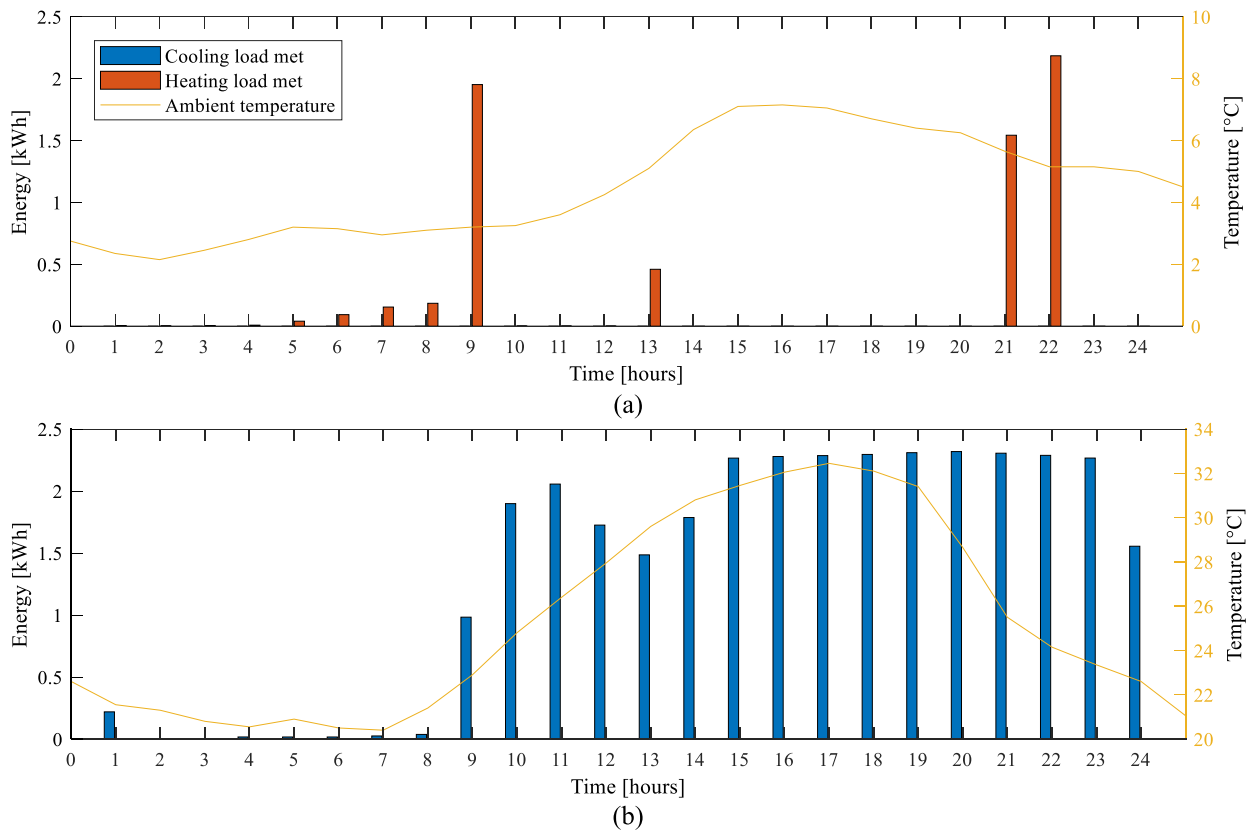 2.5
2
1.5
1
0.5
0
Energy [kWh]
Cooling load met
Heating load met
Ambient temperature
10
8
6
4
2
0
Temperature [°C]
0 1 2 3 4 5 6 7 8 9 10 11 12 13 14 15 16 17 18 19 20 21 22 23 24
Time [hours]
(a)
2.5
2
1.5
1
0.5
0
Energy [kWh]
34
32
30
28
26
24
22
20
Temperature [°C]
0 1 2 3 4 5 6 7 8 9 10 11 12 13 14 15 16 17 18 19 20 21 22 23 24
Time [hours]
(b)